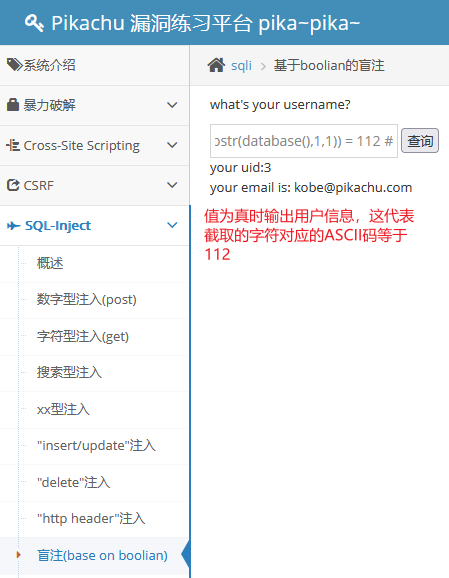 Pikachu 漏洞练习平台 pika~pika~
系统介绍
暴力破解
Cross-Site Scripting
CSRF
SQL-Inject
概述
数字型注入(post)
字符型注入(get)
搜索型注入
xx型注入
"insert/update"注入
"delete"注入
"http header"注入
盲注(base on boolian)
sqli > 基于boolian的盲注
what's your username?
ostr(database(),1,1)) = 112 # 查询
your uid:3
your email is: kobe@pikachu.com
值为真时输出用户信息，这代表
截取的字符对应的ASCII码等于
112